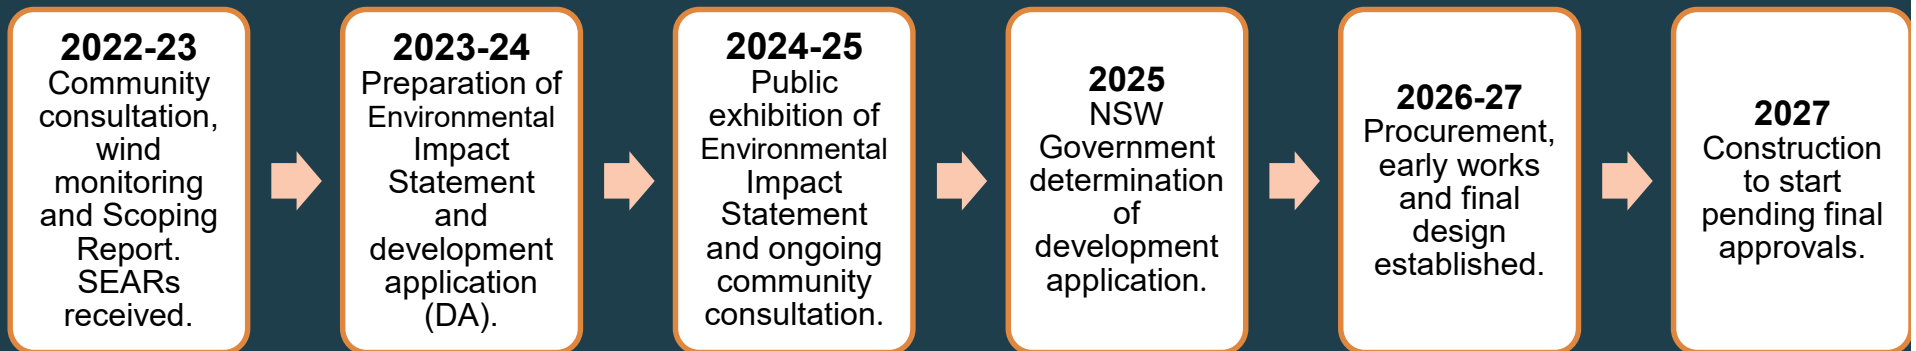 2022-23
Community
consultation,
wind
monitoring
and Scoping
Report.
SEARs
received.
2023-24
Preparation of
Environmental
Impact
Statement
and
development
application
(DA).
2024-25
Public
exhibition of
Environmental
Impact
Statement
and ongoing
community
consultation.
2025
NSW
Government
determination
of
development
application.
2026-27
Procurement,
early works
and final
design
established.
2027
Construction
to start
pending final
approvals.